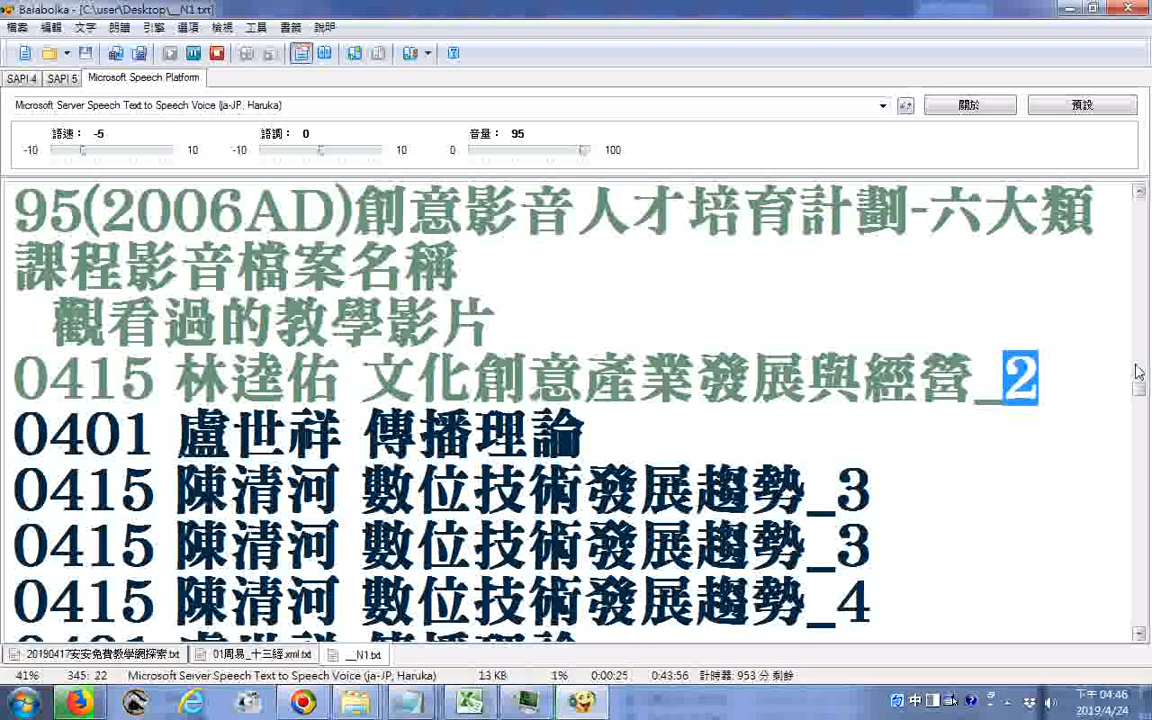 Balabolka - [C:\user\Desktop\__N1.txt]
檔案 編輯 文字 朗讀 引擎 選項 檢視 工具 書籤 說明
SAPI 4 SAPI 5 Microsoft Speech Platform
Microsoft Server Speech Text to Speech Voice (ja-JP, Haruka) 關於 預設
語速： -5 語調： 0 音量： 95
-10 10 -10 10 0 100
95(2006AD)創意影音人才培育計劃-六大類
課程影音檔案名稱
觀看過的教學影片
0415 林逵佑 文化創意產業發展與經營_2
0401 盧世祥 傳播理論
0415 陳清河 數位技術發展趨勢_3
0415 陳清河 數位技術發展趨勢_3
0415 陳清河 數位技術發展趨勢_4
20190417安安免費教學網探索.txt 01周易_十三經.xml.txt __N1.txt
41% 345: 22 Microsoft Server Speech Text to Speech Voice (ja-JP, Haruka) 13 KB 1% 0:00:25 0:43:56 計時器: 953 分 剩餘
中 下午 04:46
2019/4/24